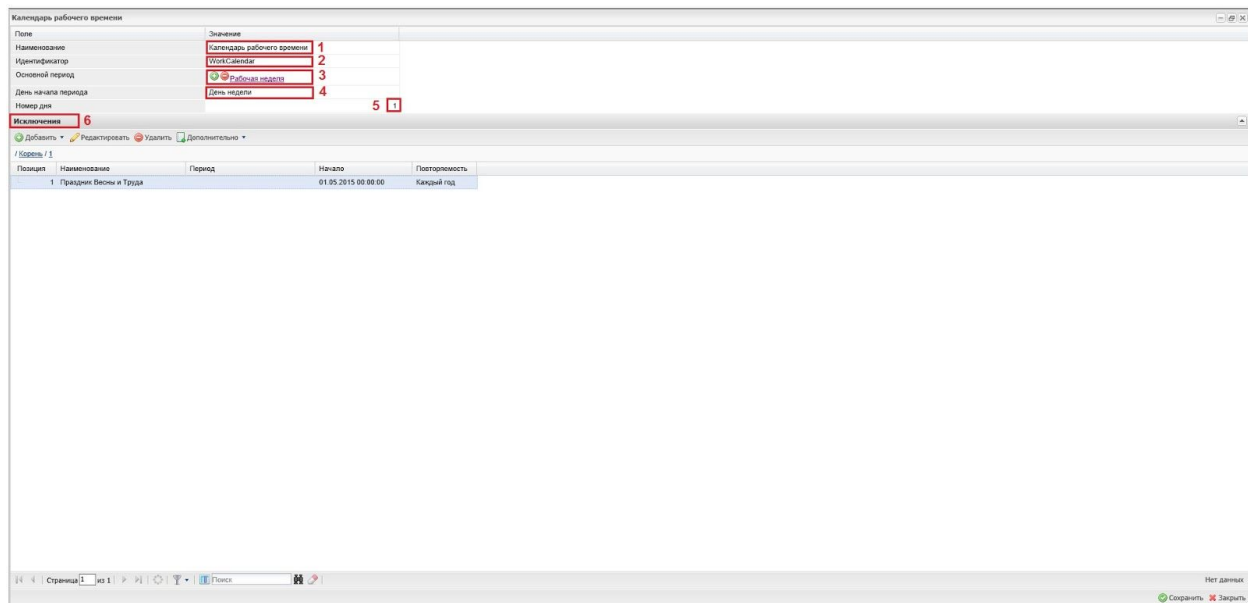 Календарь рабочего времени
Поле Значение
Наименование Календарь рабочего времени 1
Идентификатор WorkCalendar 2
Основной период Рабочая неделя 3
День начала периода День недели 4
Номер дня 5 1
Исключения 6
Добавить Редактировать Удалить Дополнительно
/ Корень / 1
Позиция Наименование Период Начало Повторяемость
1 Праздник Весны и Труда 01.05.2015 00:00:00 Каждый год
Страница 1 из 1 Поиск Нет данных
Сохранить Закрыть